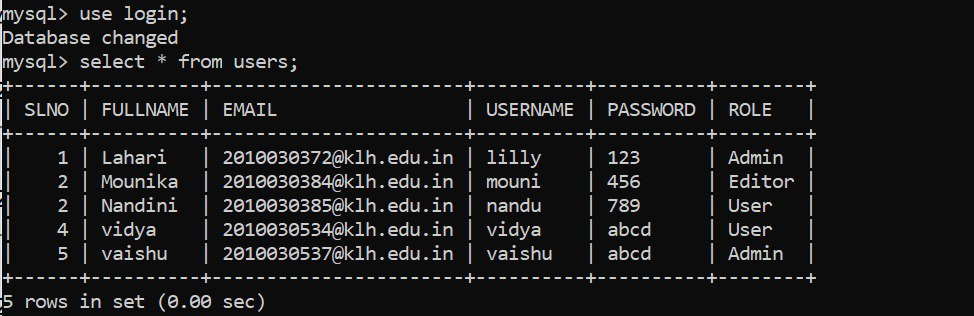 mysql> use login;
Database changed
mysql> select * from users;
+------+----------+-------------------------+----------+----------+--------+
| SLNO | FULLNAME | EMAIL                   | USERNAME | PASSWORD | ROLE   |
+------+----------+-------------------------+----------+----------+--------+
|    1 | Lahari   | 2010030372@klh.edu.in | lilly    | 123      | Admin  |
|    2 | Mounika  | 2010030384@klh.edu.in | mouni    | 456      | Editor |
|    2 | Nandini  | 2010030385@klh.edu.in | nandu    | 789      | User   |
|    4 | vidya    | 2010030534@klh.edu.in | vidya    | abcd     | User   |
|    5 | vaishu   | 2010030537@klh.edu.in | vaishu   | abcd     | Admin  |
+------+----------+-------------------------+----------+----------+--------+
5 rows in set (0.00 sec)